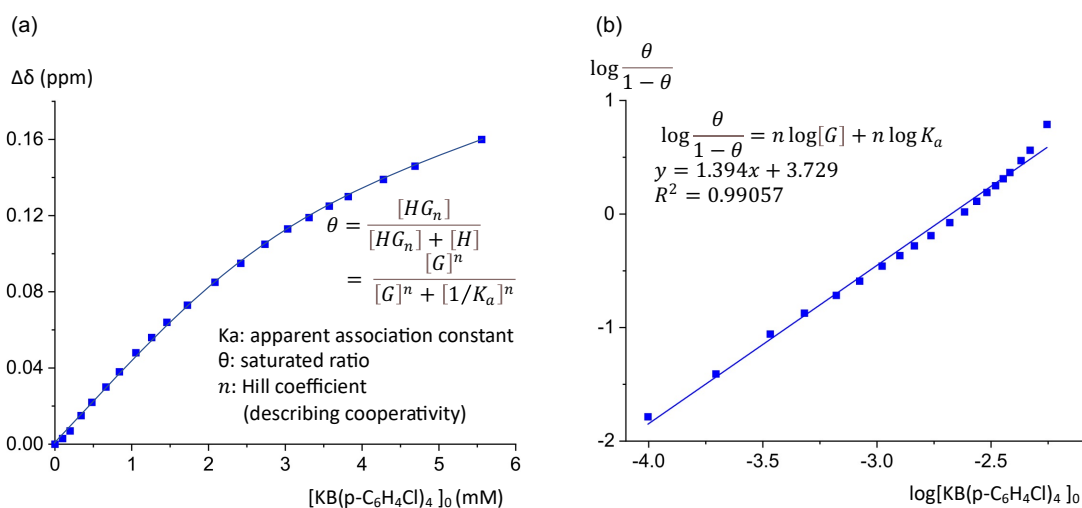 (a)
Δδ (ppm)
0.16
0.12
0.08
0.04
0.00
θ = [HGₙ] / ([HGₙ] + [H])
= [G]ⁿ / ([G]ⁿ + [1/Kₐ]ⁿ)
Ka: apparent association constant
θ: saturated ratio
n: Hill coefficient
(describing cooperativity)
0 1 2 3 4 5 6
[KB(p-C₆H₄Cl)₄ ]₀ (mM)
(b)
log θ / (1 − θ)
1
0
-1
-2
log θ / (1 − θ) = n log[G] + n log Kₐ
y = 1.394x + 3.729
R² = 0.99057
-4.0 -3.5 -3.0 -2.5
log[KB(p-C₆H₄Cl)₄ ]₀